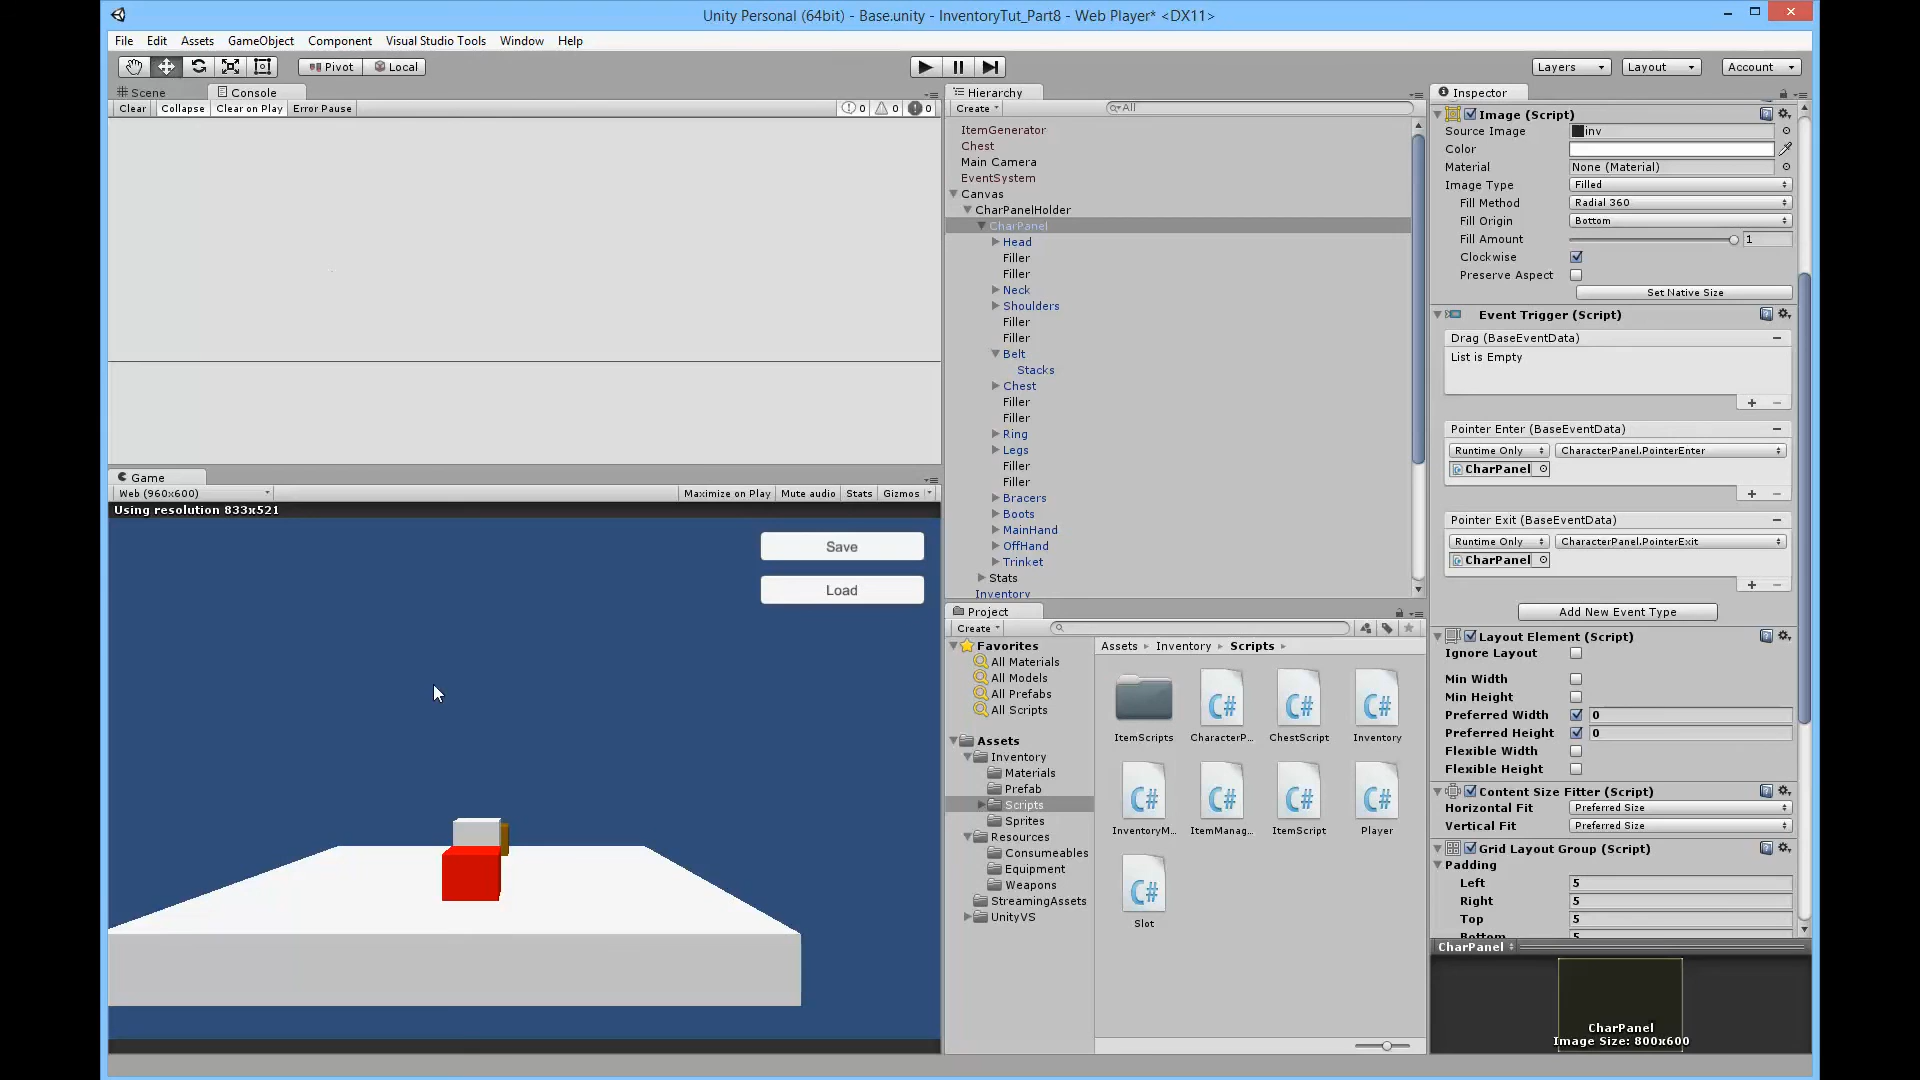 Unity Personal (64bit) - Base.unity - InventoryTut_Part8 - Web Player* <DX11>
File Edit Assets GameObject Component Visual Studio Tools Window Help
Pivot Local
Layers Layout Account
Scene Console
Clear Collapse Clear on Play Error Pause 0 0 0
Game
Web (960x600) Maximize on Play Mute audio Stats Gizmos
Using resolution 833x521
Save
Load
Hierarchy
Create All
ItemGenerator
Chest
Main Camera
EventSystem
Canvas
CharPanelHolder
CharPanel
Head
Filler
Filler
Neck
Shoulders
Filler
Filler
Belt
Stacks
Chest
Filler
Filler
Ring
Legs
Filler
Filler
Bracers
Boots
MainHand
OffHand
Trinket
Stats
Inventory
Project
Create
Favorites
All Materials
All Models
All Prefabs
All Scripts
Assets
Inventory
Materials
Prefab
Scripts
Sprites
Resources
Consumeables
Equipment
Weapons
StreamingAssets
UnityVS
Assets Inventory Scripts
ItemScripts CharacterP... ChestScript Inventory
InventoryM... ItemManag... ItemScript Player
Slot
Inspector
Image (Script)
Source Image inv
Color
Material None (Material)
Image Type Filled
Fill Method Radial 360
Fill Origin Bottom
Fill Amount 1
Clockwise
Preserve Aspect
Set Native Size
Event Trigger (Script)
Drag (BaseEventData)
List is Empty
Pointer Enter (BaseEventData)
Runtime Only CharacterPanel.PointerEnter
CharPanel
Pointer Exit (BaseEventData)
Runtime Only CharacterPanel.PointerExit
CharPanel
Add New Event Type
Layout Element (Script)
Ignore Layout
Min Width
Min Height
Preferred Width 0
Preferred Height 0
Flexible Width
Flexible Height
Content Size Fitter (Script)
Horizontal Fit Preferred Size
Vertical Fit Preferred Size
Grid Layout Group (Script)
Padding
Left 5
Right 5
Top 5
Bottom 5
CharPanel
CharPanel
Image Size: 800x600